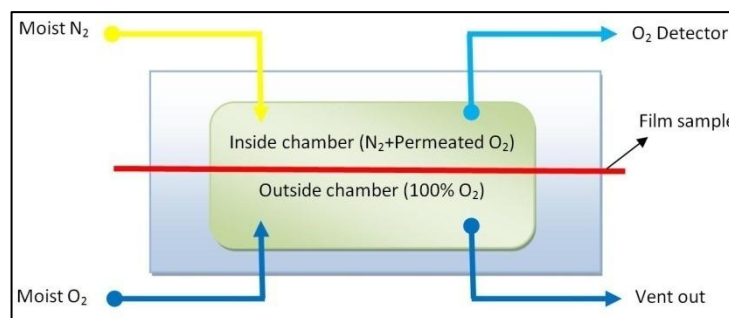 Moist N₂
O₂ Detector
Film sample
Inside chamber (N₂+Permeated O₂)
Outside chamber (100% O₂)
Moist O₂
Vent out